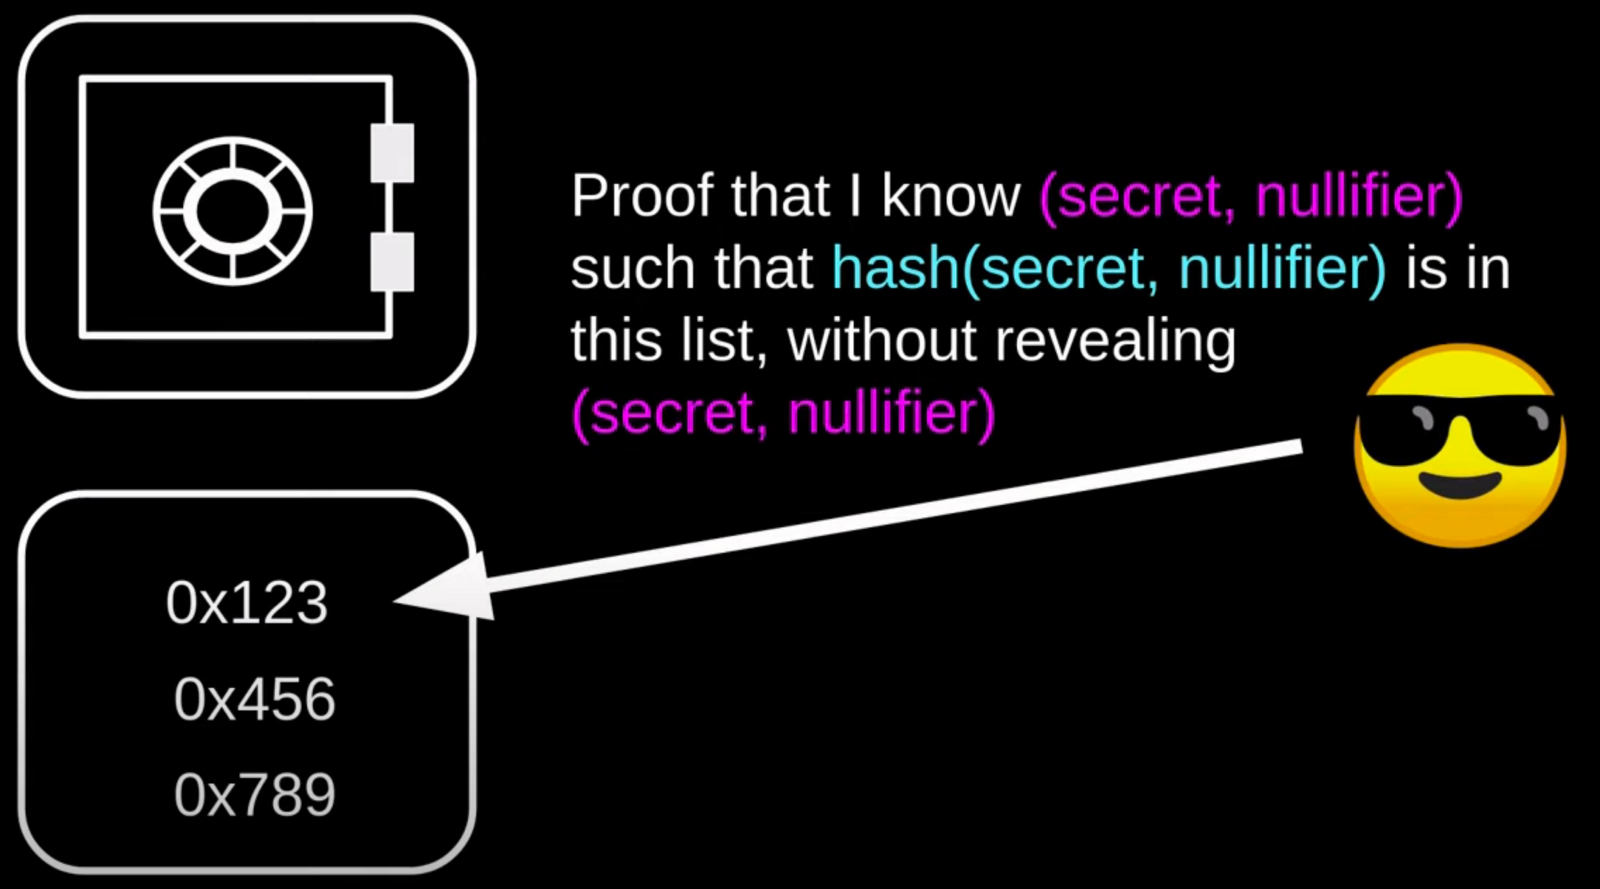 Proof that I know (secret, nullifier)
such that hash(secret, nullifier) is in
this list, without revealing
(secret, nullifier)
0x123
0x456
0x789